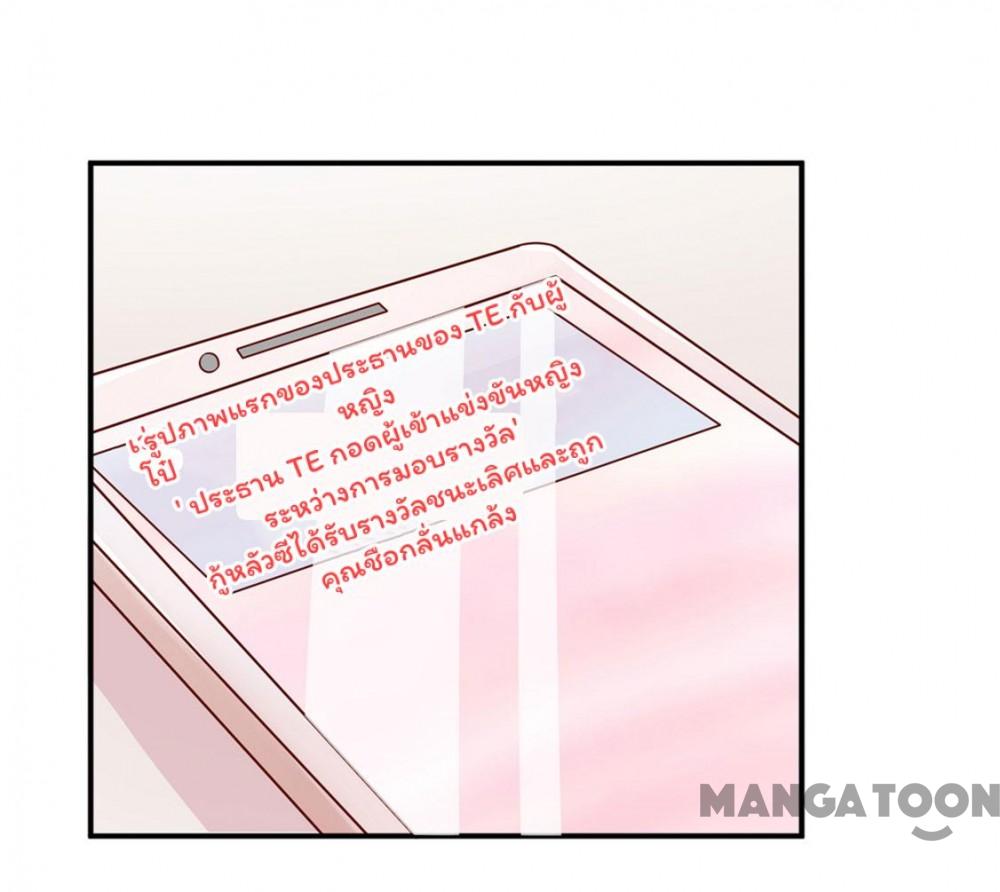 เ่รูปภาพแรกของประธานของ TE กับผู้
หญิง
โป๊
' ประธาน TE กอดผู้เข้าแข่งขันหญิง
ระหว่างการมอบรางวัล'
กู้หลัวซีได้รับรางวัลชนะเลิศและถูก
คุณชือกลั่นแกล้ง
MANGATOON